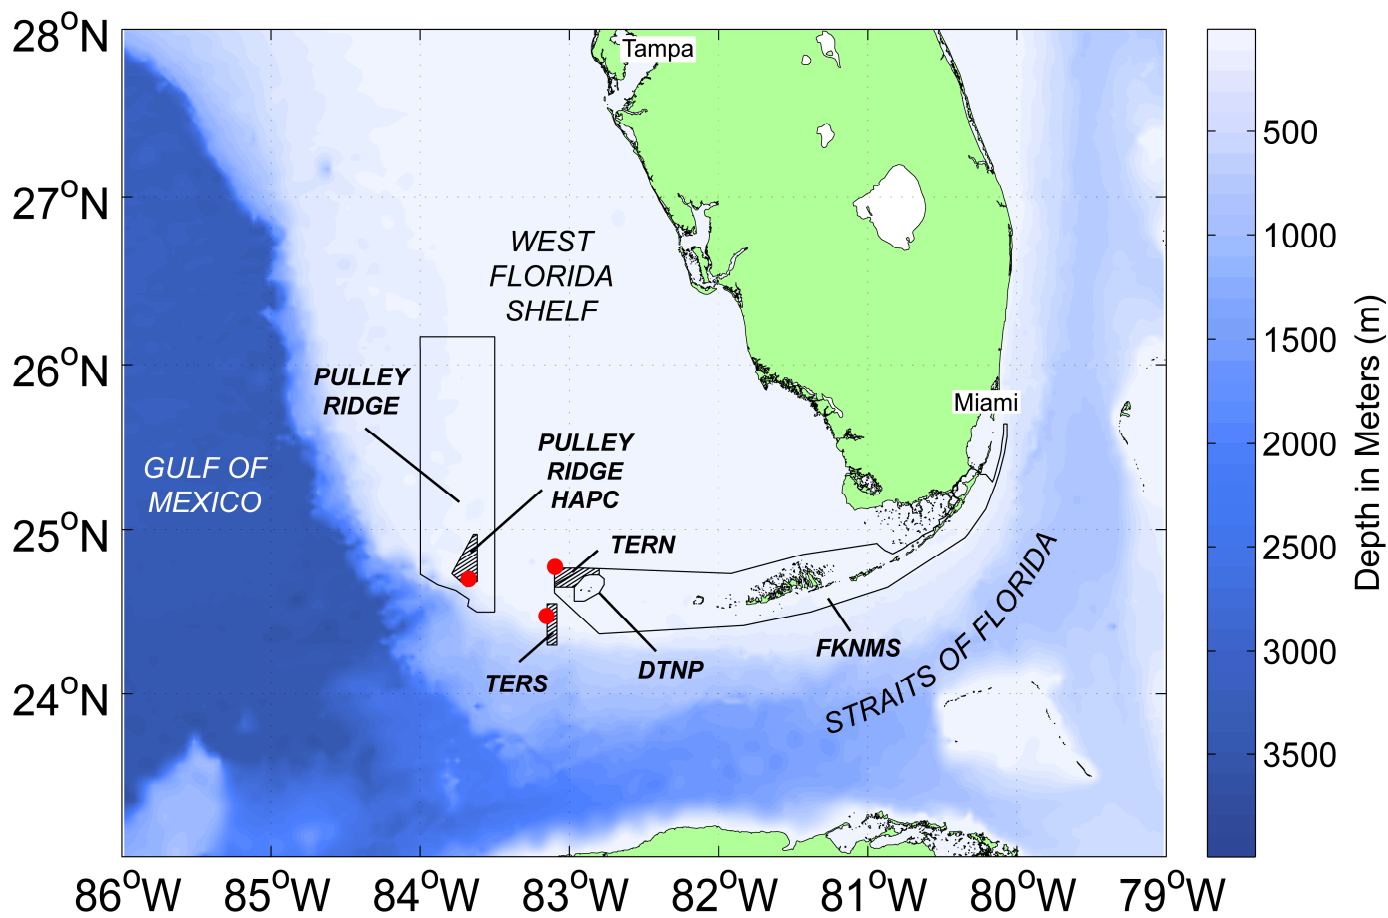 28°N
27°N
26°N
25°N
24°N
Tampa
WEST
FLORIDA
SHELF
PULLEY
RIDGE
PULLEY
RIDGE
HAPC
GULF OF
MEXICO
Miami
TERN
TERS
DTNP
FKNMS
STRAITS OF FLORIDA
86°W
85°W
84°W
83°W
82°W
81°W
80°W
79°W
500
1000
1500
2000
2500
3000
3500
Depth in Meters (m)